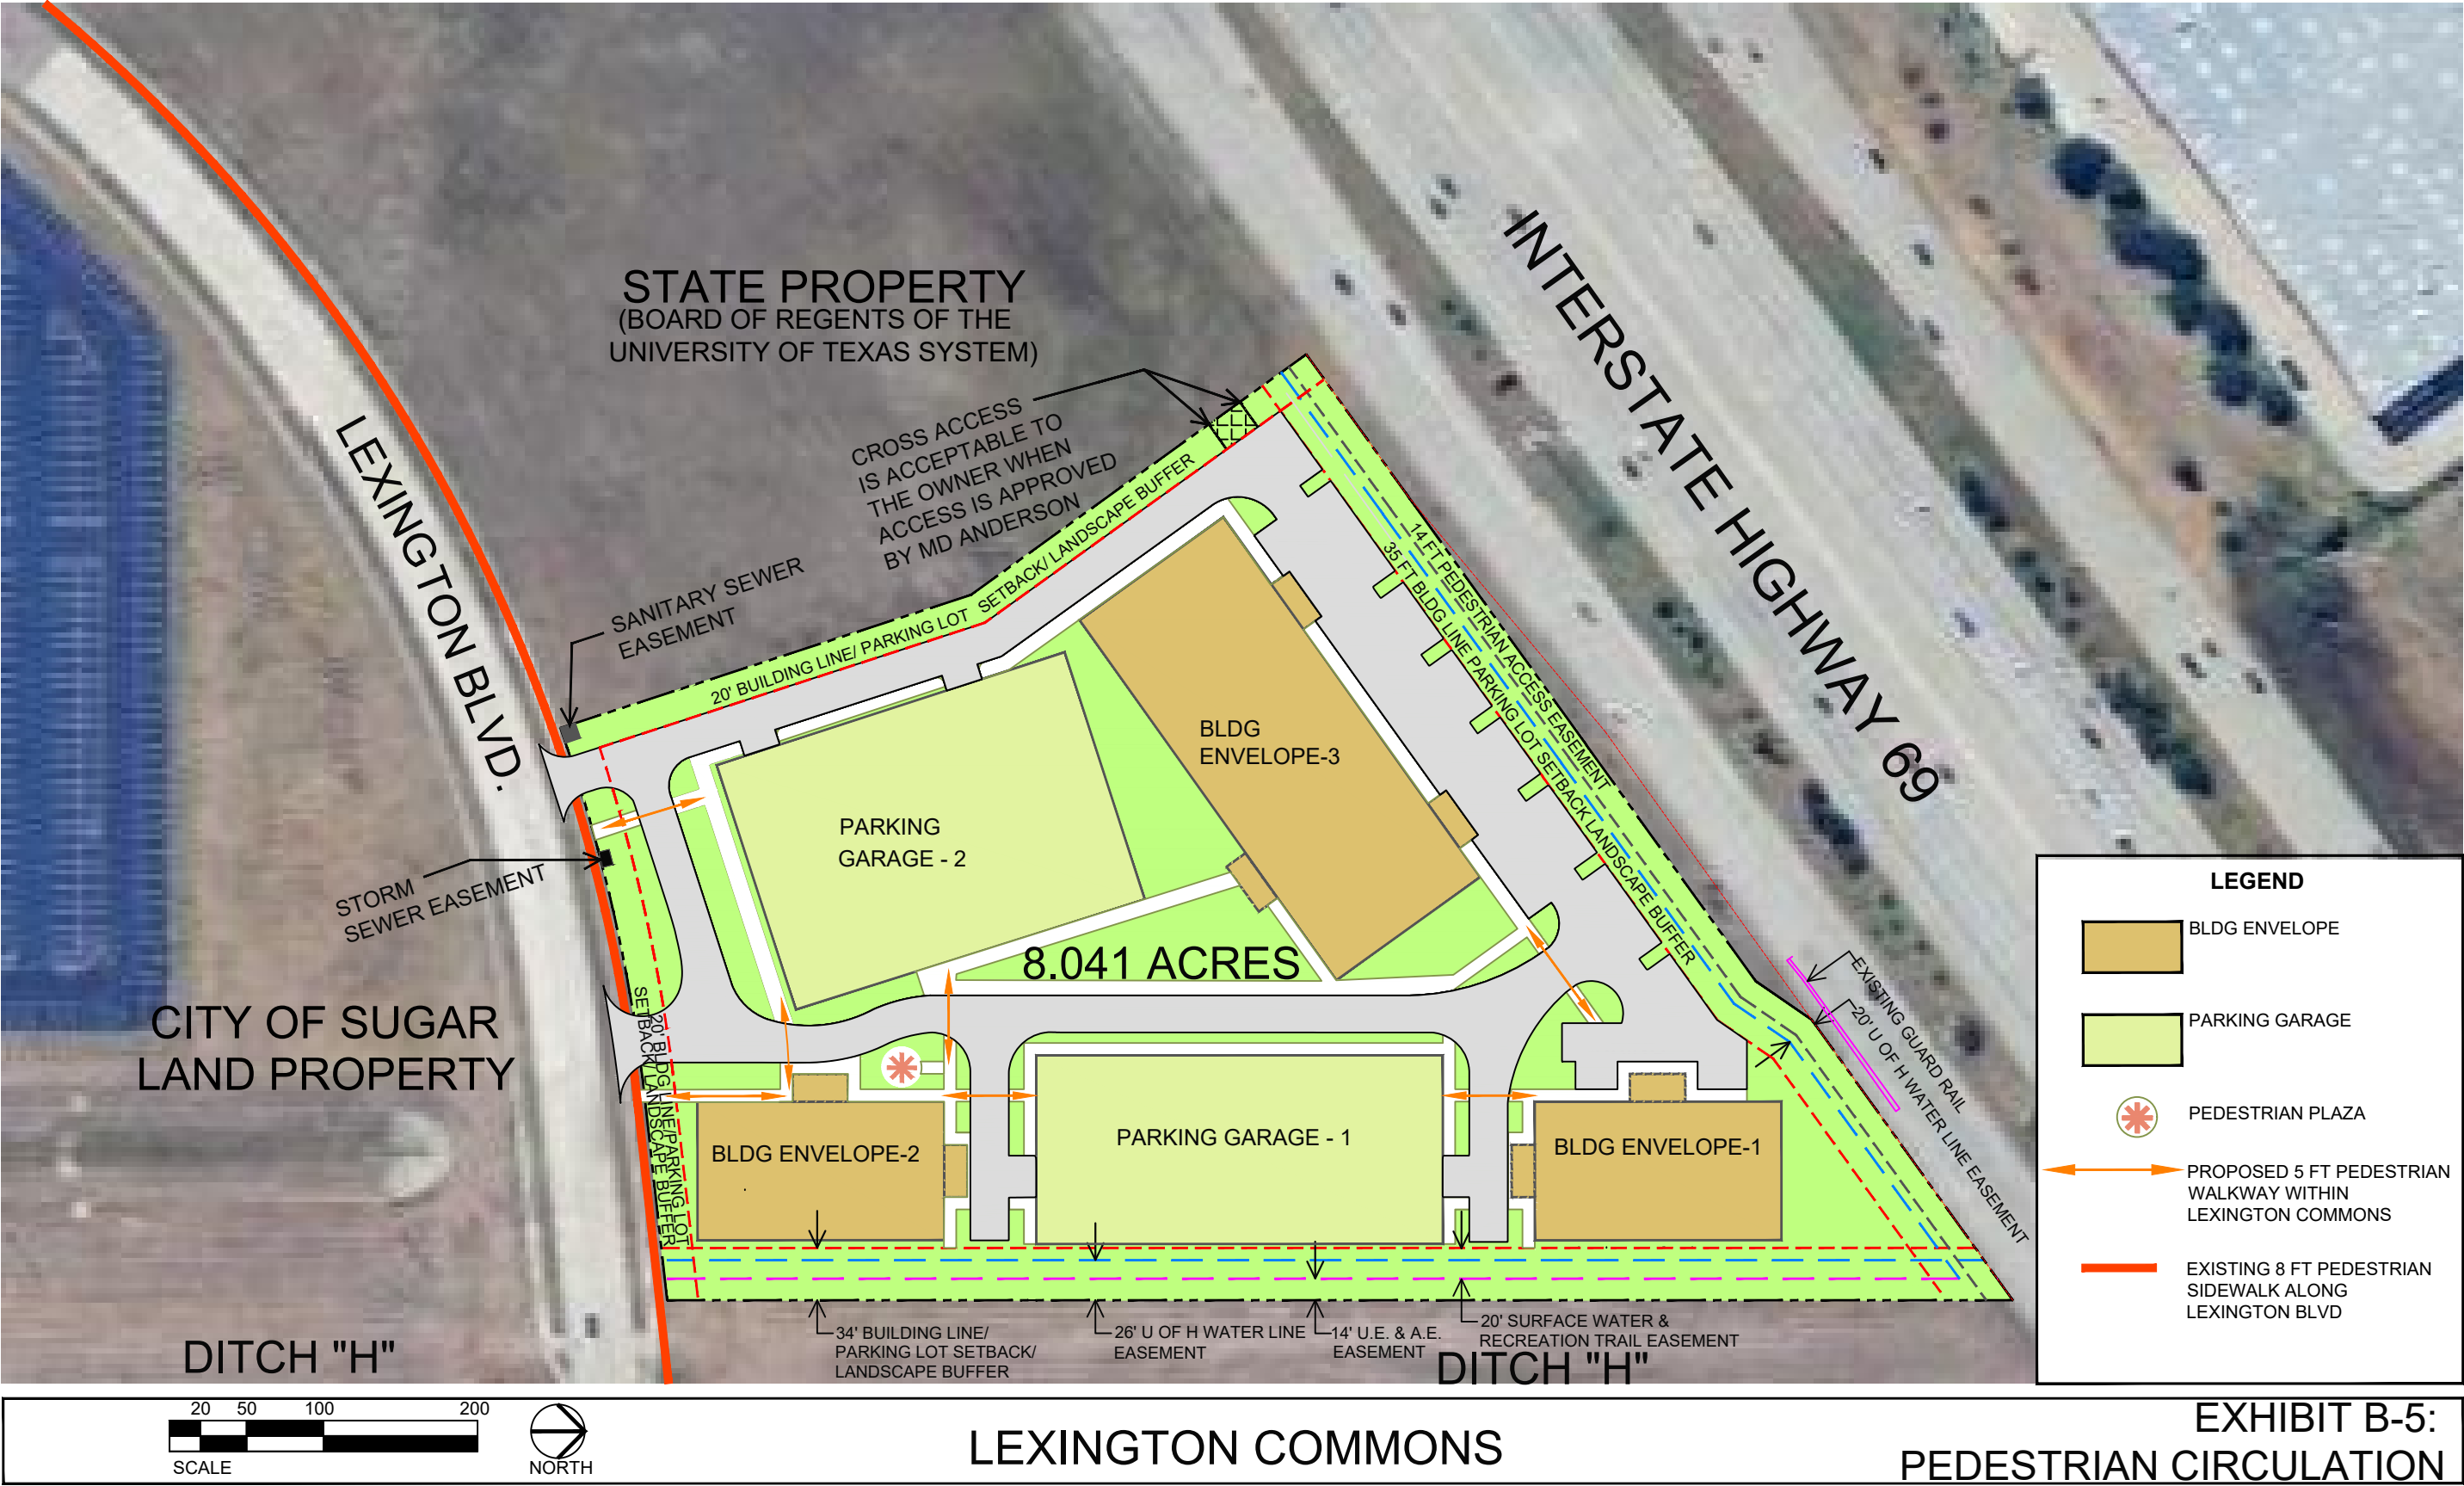 STATE PROPERTY
(BOARD OF REGENTS OF THE
UNIVERSITY OF TEXAS SYSTEM)
INTERSTATE HIGHWAY 69
LEXINGTON BLVD.
CROSS ACCESS
IS ACCEPTABLE TO
THE OWNER WHEN
ACCESS IS APPROVED
BY MD ANDERSON
SANITARY SEWER
EASEMENT
20' BUILDING LINE/ PARKING LOT SETBACK/ LANDSCAPE BUFFER
14 FT PEDESTRIAN ACCESS EASEMENT
35 FT BLDG LINE PARKING LOT SETBACK LANDSCAPE BUFFER
BLDG
ENVELOPE-3
PARKING
GARAGE - 2
STORM
SEWER EASEMENT
8.041 ACRES
CITY OF SUGAR
LAND PROPERTY
20' BLDG LINE/PARKING LOT
SETBACK/ LANDSCAPE BUFFER
BLDG ENVELOPE-2
PARKING GARAGE - 1
BLDG ENVELOPE-1
EXISTING GUARD RAIL
20' U OF H WATER LINE EASEMENT
34' BUILDING LINE/
PARKING LOT SETBACK/
LANDSCAPE BUFFER
26' U OF H WATER LINE
EASEMENT
14' U.E. & A.E.
EASEMENT
20' SURFACE WATER &
RECREATION TRAIL EASEMENT
DITCH "H"
DITCH "H"
LEGEND
BLDG ENVELOPE
PARKING GARAGE
PEDESTRIAN PLAZA
PROPOSED 5 FT PEDESTRIAN
WALKWAY WITHIN
LEXINGTON COMMONS
EXISTING 8 FT PEDESTRIAN
SIDEWALK ALONG
LEXINGTON BLVD
20 50 100 200
SCALE
NORTH
LEXINGTON COMMONS
EXHIBIT B-5:
PEDESTRIAN CIRCULATION